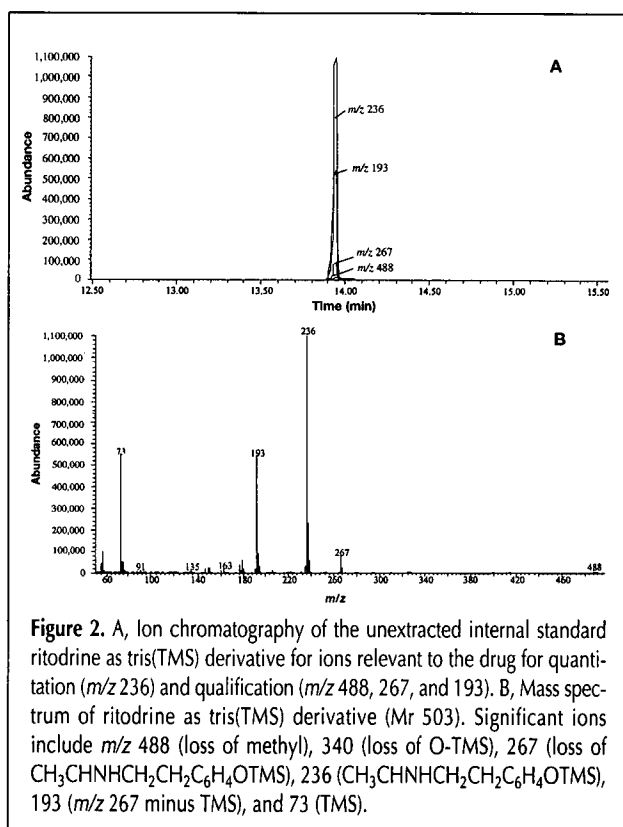 A
Abundance
1,100,000
1,000,000
900,000
800,000
700,000
600,000
500,000
400,000
300,000
200,000
100,000
0
m/z 236
m/z 193
m/z 267
m/z 488
12.50 13.00 13.50 14.00 14.50 15.00 15.50
Time (min)
B
Abundance
1,100,000
1,000,000
900,000
800,000
700,000
600,000
500,000
400,000
300,000
200,000
100,000
0
73
91
135
163
193
236
267
488
60 100 140 180 220 260 300 340 380 420 460
m/z
Figure 2. A, Ion chromatography of the unextracted internal standard
ritodrine as tris(TMS) derivative for ions relevant to the drug for quanti-
tation (m/z 236) and qualification (m/z 488, 267, and 193). B, Mass spec-
trum of ritodrine as tris(TMS) derivative (Mr 503). Significant ions
include m/z 488 (loss of methyl), 340 (loss of O-TMS), 267 (loss of
CH₃CHNHCH₂CH₂C₆H₄OTMS), 236 (CH₃CHNHCH₂CH₂C₆H₄OTMS),
193 (m/z 267 minus TMS), and 73 (TMS).